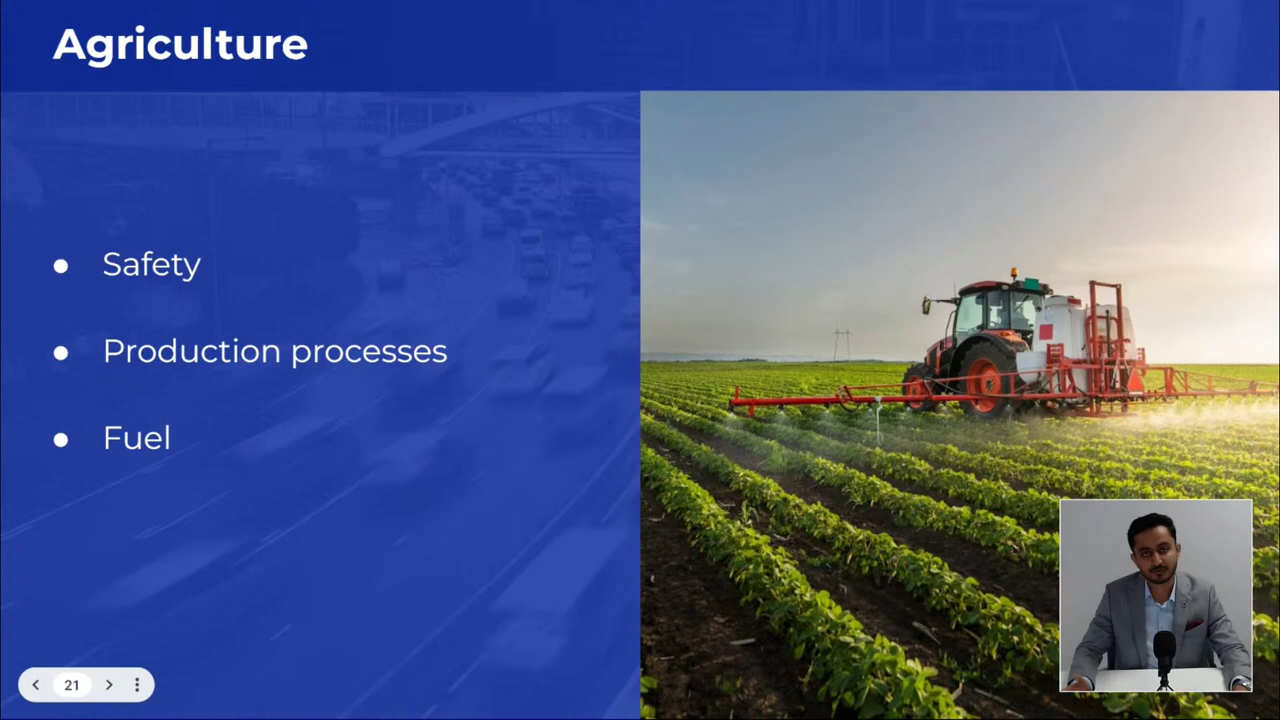 Agriculture
● Safety
● Production processes
● Fuel
21